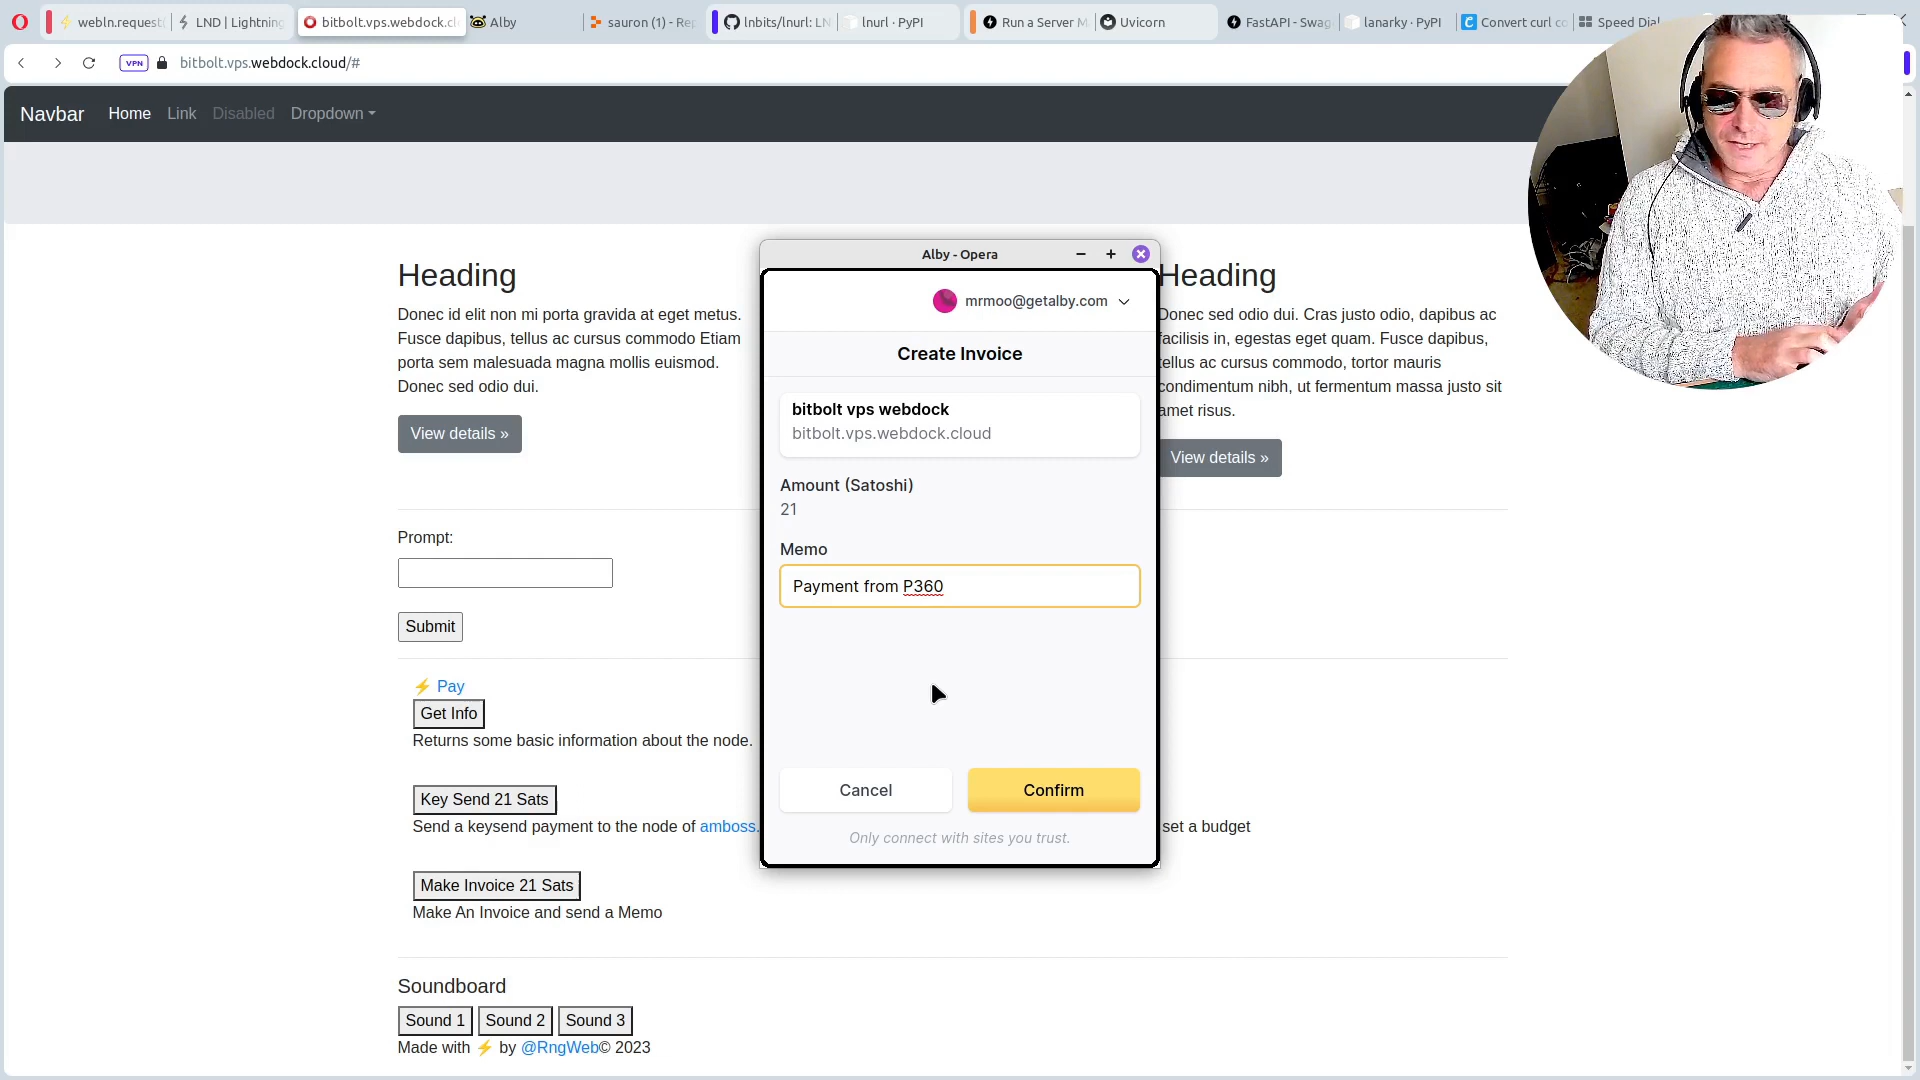 webln.request
LND | Lightning
bitbolt.vps.webdock.cl
Alby
sauron (1) - Rep
lnbits/lnurl: LN
lnurl · PyPI
Run a Server M
Uvicorn
FastAPI - Swag
lanarky · PyPI
Convert curl co
Speed Dial
VPN
bitbolt.vps.webdock.cloud/#
Navbar
Home
Link
Disabled
Dropdown
Heading
Donec id elit non mi porta gravida at eget metus.
Fusce dapibus, tellus ac cursus commodo Etiam
porta sem malesuada magna mollis euismod.
Donec sed odio dui.
View details »
Heading
Donec sed odio dui. Cras justo odio, dapibus ac
facilisis in, egestas eget quam. Fusce dapibus,
tellus ac cursus commodo, tortor mauris
condimentum nibh, ut fermentum massa justo sit
amet risus.
View details »
Alby - Opera
mrmoo@getalby.com
Create Invoice
bitbolt vps webdock
bitbolt.vps.webdock.cloud
Amount (Satoshi)
21
Memo
Payment from P360
Cancel
Confirm
Only connect with sites you trust.
Prompt:
Submit
⚡ Pay
Get Info
Returns some basic information about the node.
Key Send 21 Sats
Send a keysend payment to the node of amboss.
set a budget
Make Invoice 21 Sats
Make An Invoice and send a Memo
Soundboard
Sound 1
Sound 2
Sound 3
Made with ⚡ by @RngWeb© 2023